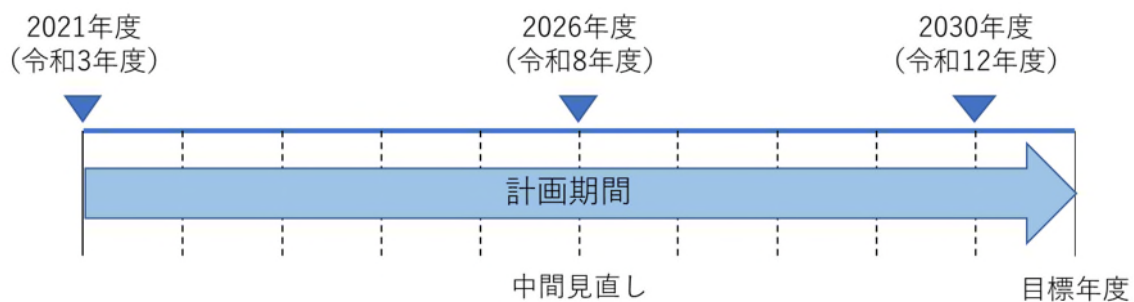 2021年度
(令和3年度)
2026年度
(令和8年度)
2030年度
(令和12年度)
計画期間
中間見直し
目標年度